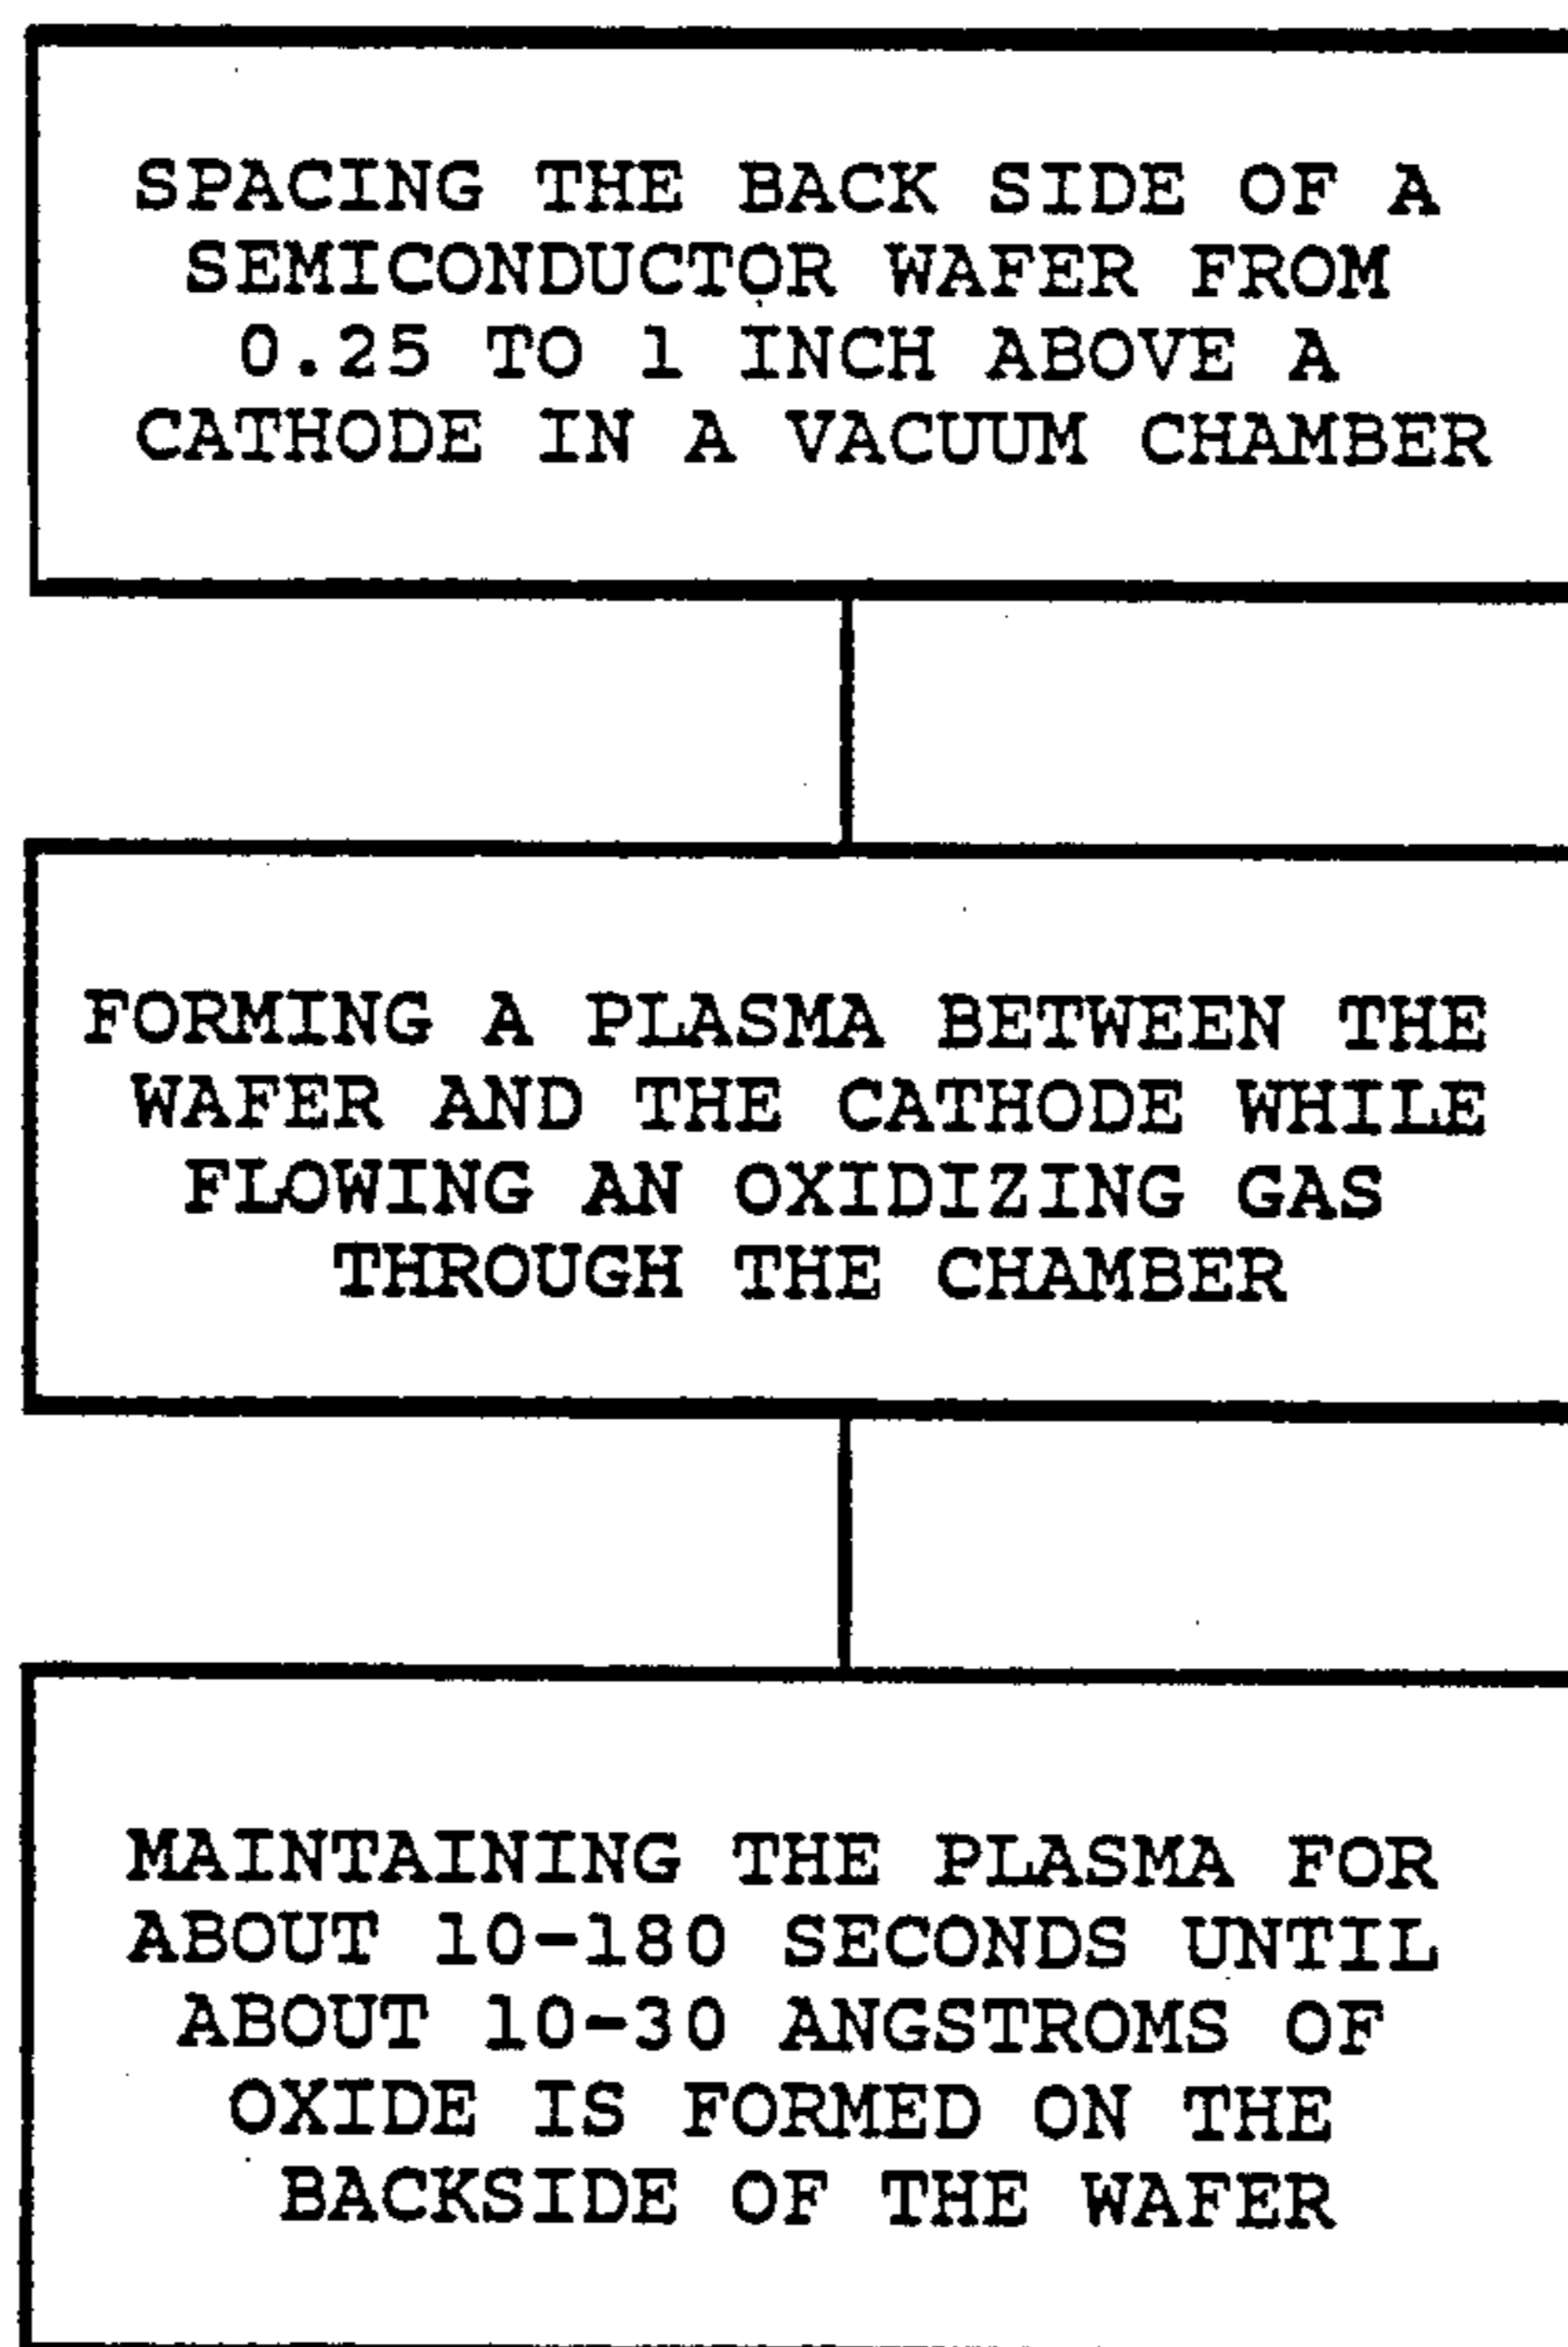 SPACING THE BACK SIDE OF A
SEMICONDUCTOR WAFER FROM
0.25 TO 1 INCH ABOVE A
CATHODE IN A VACUUM CHAMBER
FORMING A PLASMA BETWEEN THE
WAFER AND THE CATHODE WHILE
FLOWING AN OXIDIZING GAS
THROUGH THE CHAMBER
MAINTAINING THE PLASMA FOR
ABOUT 10-180 SECONDS UNTIL
ABOUT 10-30 ANGSTROMS OF
OXIDE IS FORMED ON THE
BACKSIDE OF THE WAFER